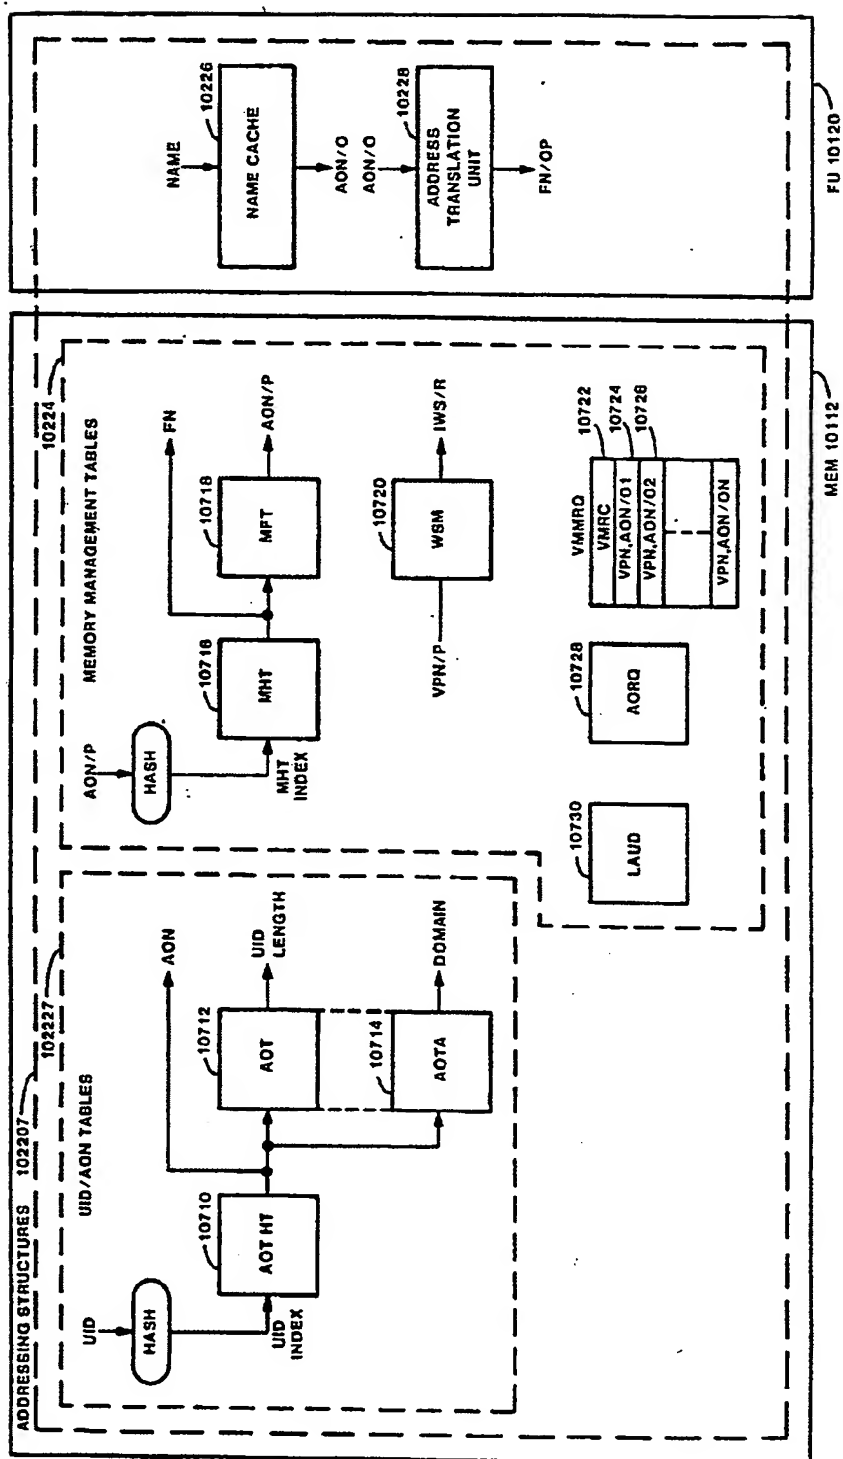 ADDRESSING STRUCTURES 102207
102227
UID/AON TABLES
UID
HASH
UID
INDEX
10710
AOT HT
AON
10712
AOT
UID
LENGTH
10714
AOTA
DOMAIN
10224
MEMORY MANAGEMENT TABLES
AON/P
HASH
MHT
INDEX
10716
MHT
FN
10718
MFT
AON/P
VPN/P
10720
WSM
IWS/R
10730
LAUD
10728
AORQ
VMMRQ
10722
VMRC
10724
VPN,AON/O1
10726
VPN,AON/O2
VPN,AON/ON
MEM 10112
NAME
10226
NAME CACHE
AON/O
AON/O
10228
ADDRESS
TRANSLATION
UNIT
FN/OP
FU 10120